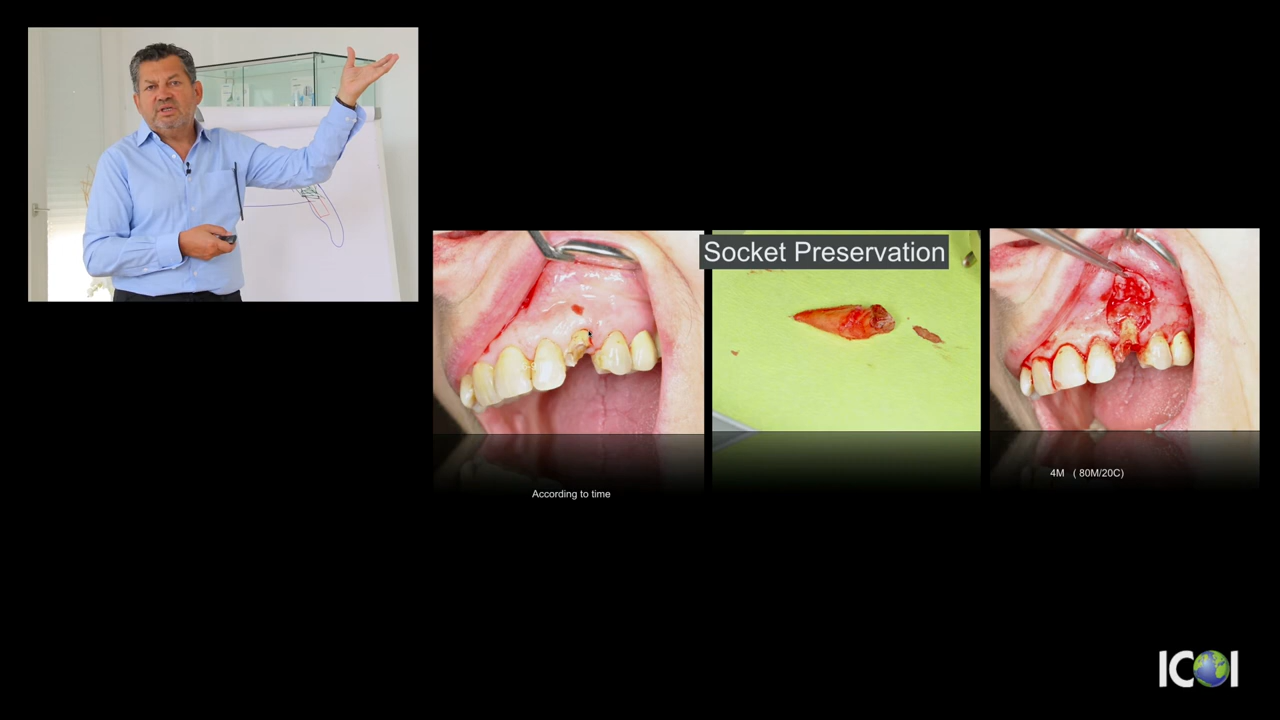 Socket Preservation
4M ( 80M/20C)
According to time
ICOI